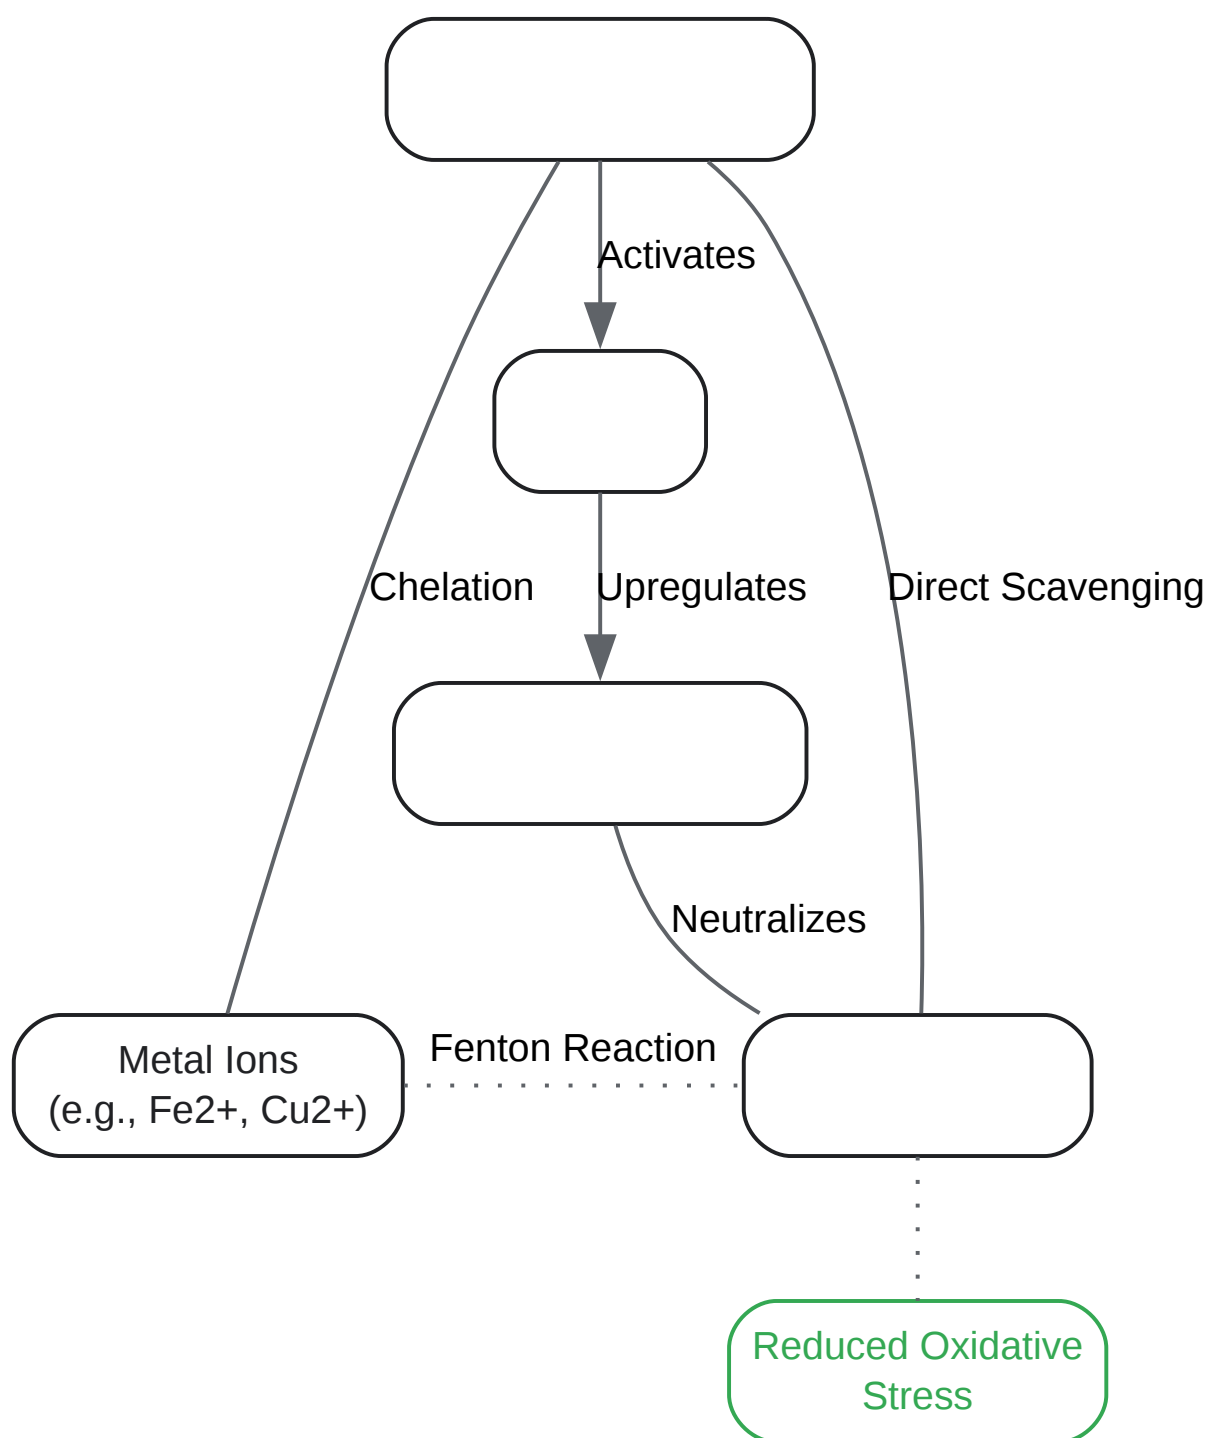 Activates
Chelation
Upregulates
Direct Scavenging
Neutralizes
Metal Ions
(e.g., Fe2+, Cu2+)
Fenton Reaction
Reduced Oxidative
Stress